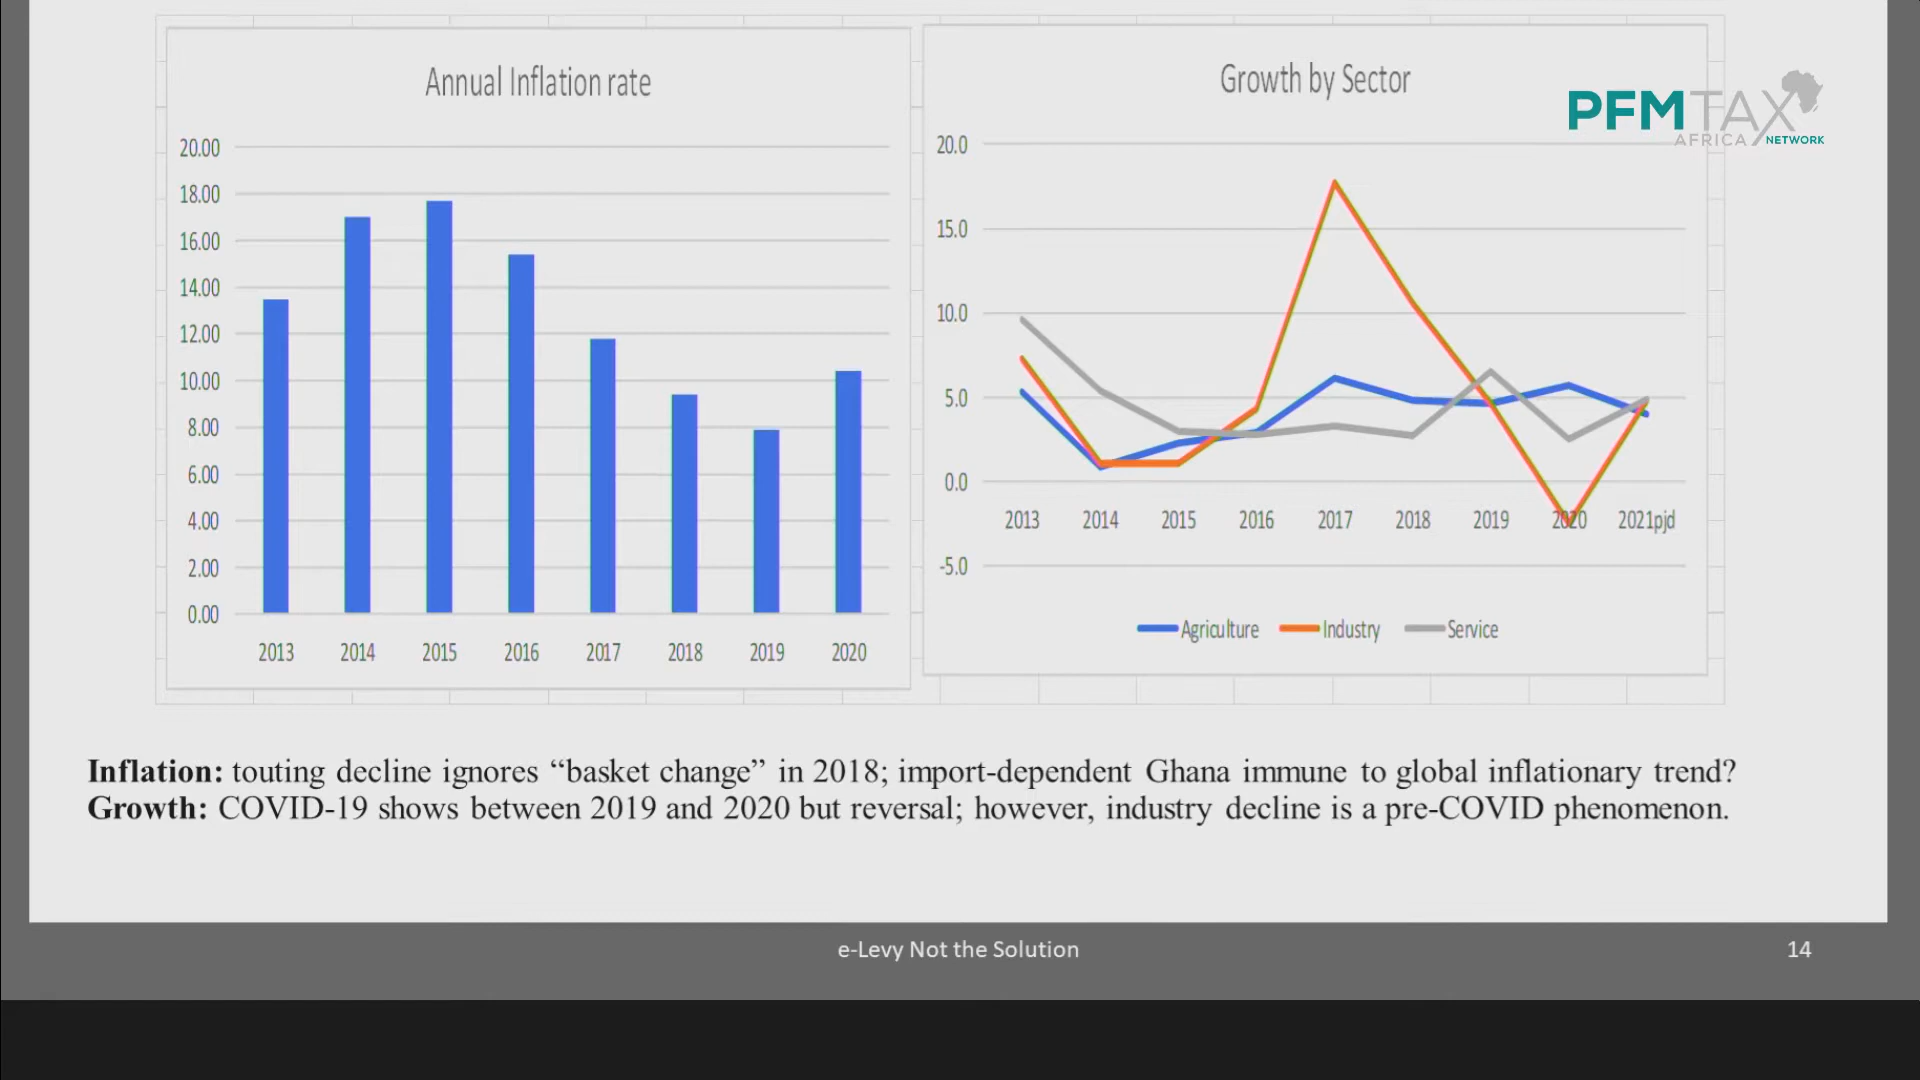 Annual Inflation rate
20.00
18.00
16.00
14.00
12.00
10.00
8.00
6.00
4.00
2.00
0.00
2013 2014 2015 2016 2017 2018 2019 2020
Growth by Sector
PFMTAX
AFRICA NETWORK
20.0
15.0
10.0
5.0
0.0
2013 2014 2015 2016 2017 2018 2019 2020 2021pjd
-5.0
Agriculture Industry Service
Inflation: touting decline ignores “basket change” in 2018; import-dependent Ghana immune to global inflationary trend?
Growth: COVID-19 shows between 2019 and 2020 but reversal; however, industry decline is a pre-COVID phenomenon.
e-Levy Not the Solution
14